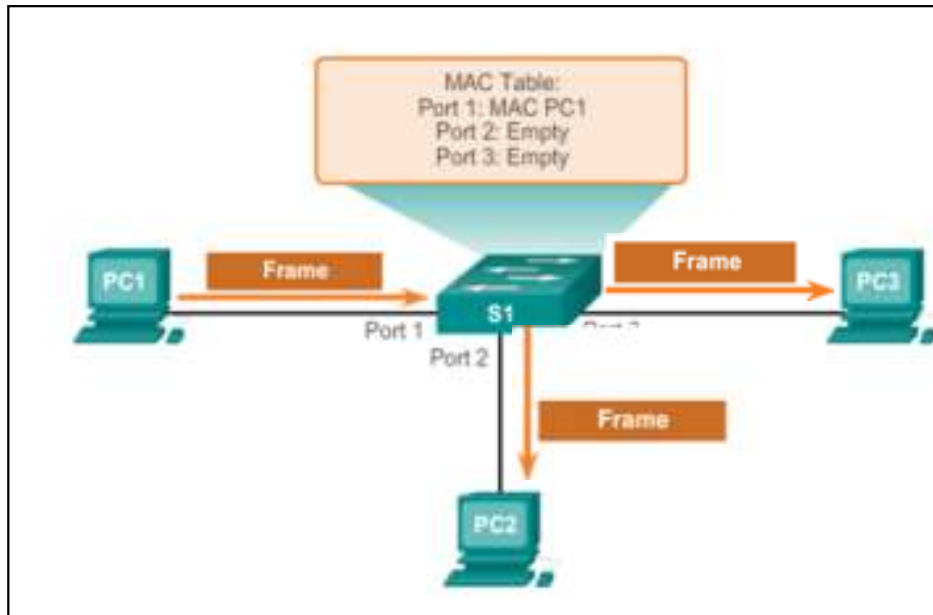 MAC Table:
Port 1: MAC PC1
Port 2: Empty
Port 3: Empty
PC1
Frame
Frame
PC3
S1
Port 1
Port 2
Frame
PC2